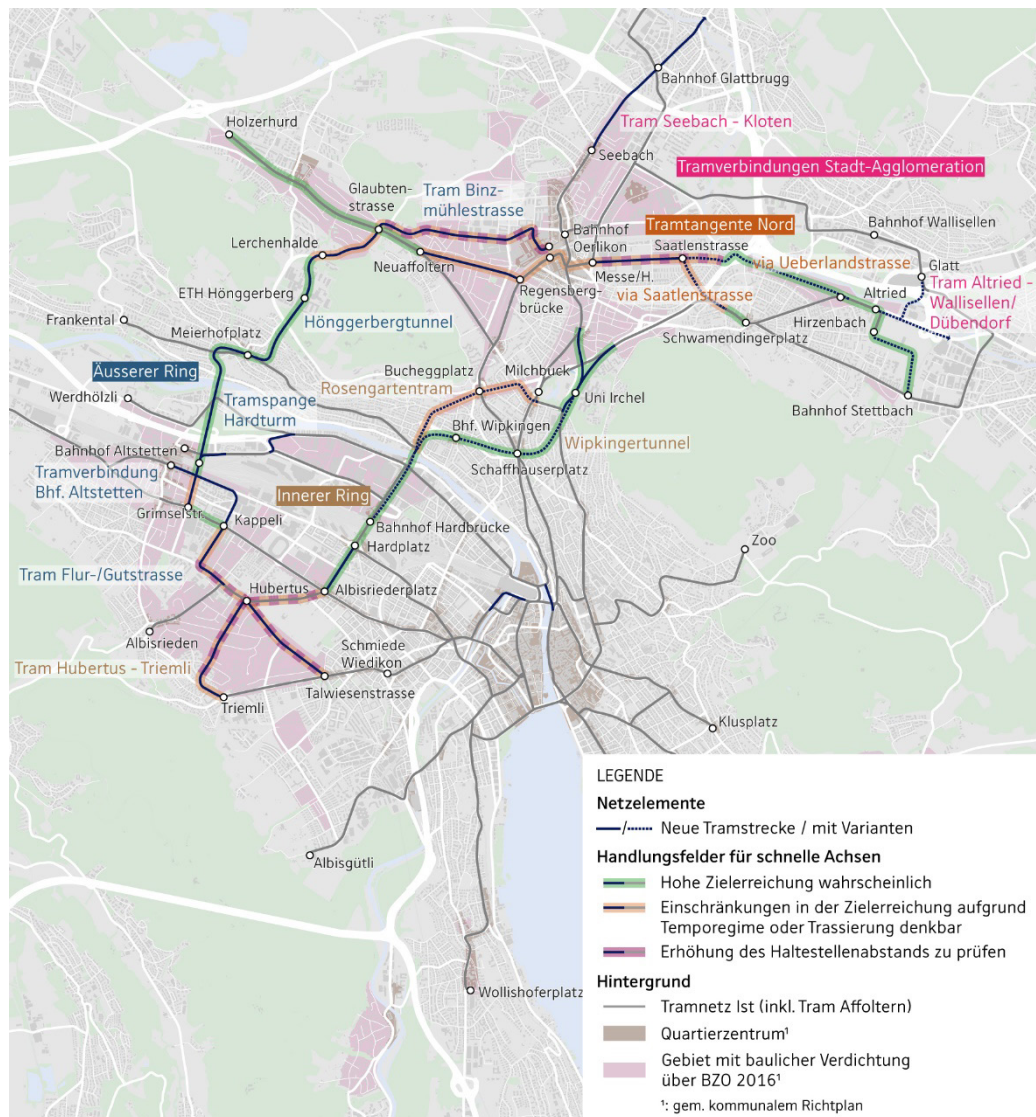 Bahnhof Glattbrugg
Holzerhurd
Tram Seebach - Kloten
Seebach
Tramverbindungen Stadt-Agglomeration
Glaubten-
strasse
Tram Binz-
mühlestrasse
Bahnhof
Oerlikon
Tramtangente Nord
Bahnhof Wallisellen
Lerchenhalde
Saatlenstrasse
Neuaffoltern
Messe/H.
via Ueberlandstrasse
Glatt
Regensberg-
brücke
via Saatlenstrasse
Tram Altried -
Wallisellen/
Dübendorf
ETH Hönggerberg
Altried
Hirzenbach
Frankental
Hönggerbergtunnel
Meierhofplatz
Schwamendingerplatz
Äusserer Ring
Bucheggplatz
Milchbuck
Rosengartentram
Werdhölzli
Tramspange
Hardturm
Uni Irchel
Bahnhof Stettbach
Bhf. Wipkingen
Wipkingertunnel
Bahnhof Altstetten
Schaffhauserplatz
Tramverbindung
Bhf. Altstetten
Innerer Ring
Grimselstr.
Kappeli
Bahnhof Hardbrücke
Hardplatz
Zoo
Tram Flur-/Gutstrasse
Hubertus
Albisriederplatz
Albisrieden
Schmiede
Wiedikon
Tram Hubertus - Triemli
Talwiesenstrasse
Triemli
Klusplatz
Albisgütli
Wollishoferplatz
LEGENDE
Netzelemente
Neue Tramstrecke / mit Varianten
Handlungsfelder für schnelle Achsen
Hohe Zielerreichung wahrscheinlich
Einschränkungen in der Zielerreichung aufgrund
Temporegime oder Trassierung denkbar
Erhöhung des Haltestellenabstands zu prüfen
Hintergrund
Tramnetz Ist (inkl. Tram Affoltern)
Quartierzentrum¹
Gebiet mit baulicher Verdichtung
über BZO 2016¹
¹: gem. kommunalem Richtplan